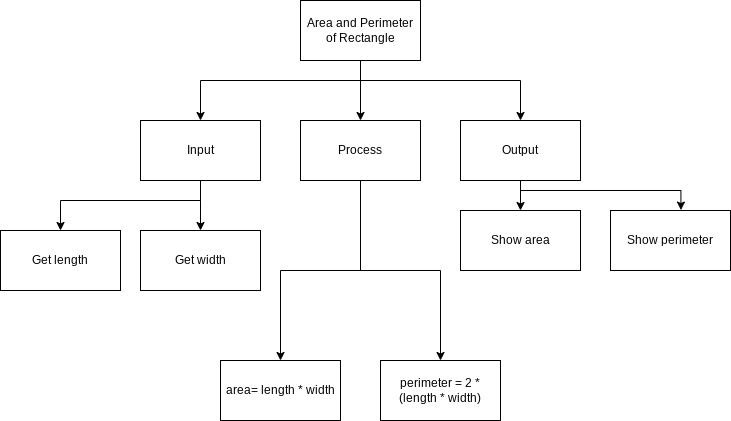 Area and Perimeter
of Rectangle
Input
Process
Output
Get length
Get width
Show area
Show perimeter
area= length * width
perimeter = 2 *
(length * width)